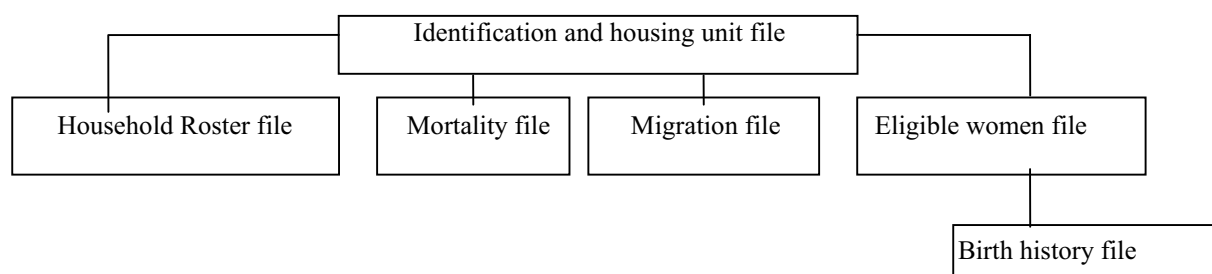 Identification and housing unit file
Household Roster file
Mortality file
Migration file
Eligible women file
Birth history file